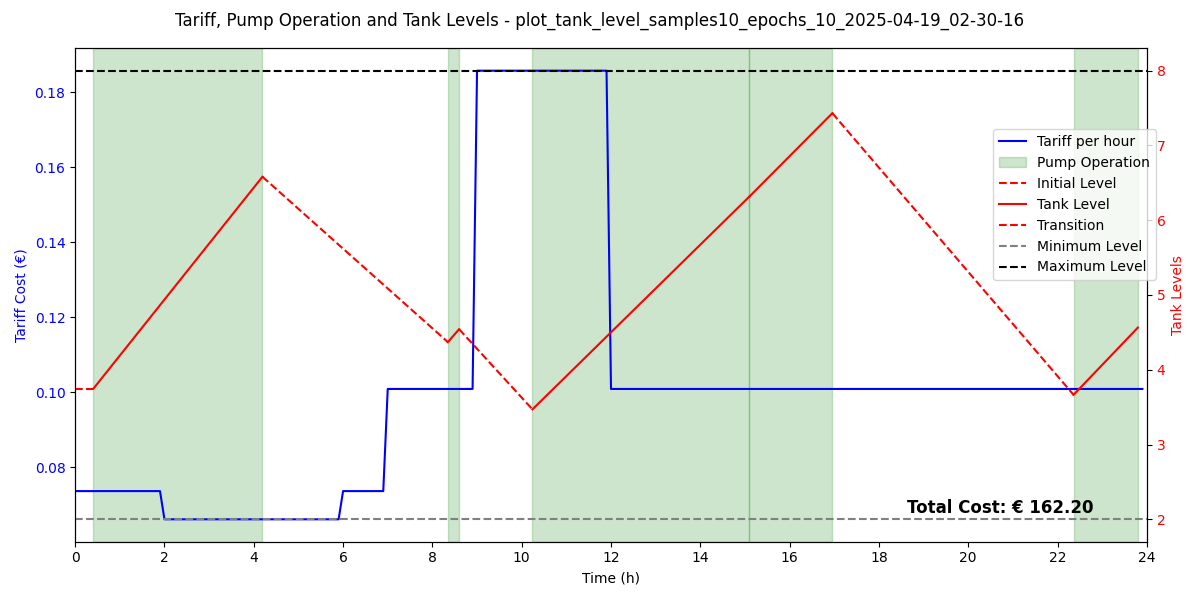 Tariff, Pump Operation and Tank Levels - plot_tank_level_samples10_epochs_10_2025-04-19_02-30-16
Tariff Cost (€)
0.18
0.16
0.14
0.12
0.10
0.08
8
7
6
5
4
3
2
Tank Levels
Tariff per hour
Pump Operation
Initial Level
Tank Level
Transition
Minimum Level
Maximum Level
Total Cost: € 162.20
0 2 4 6 8 10 12 14 16 18 20 22 24
Time (h)